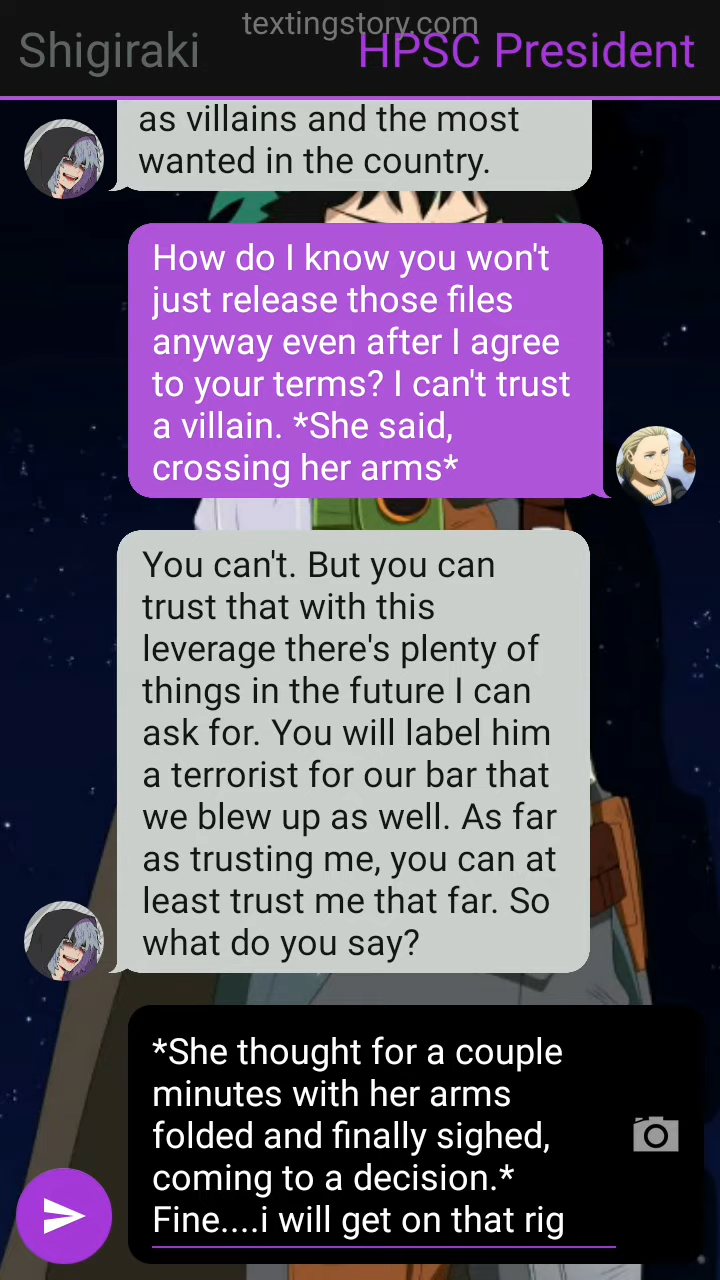 textingstory.com
Shigiraki
HPSC President
as villains and the most
wanted in the country.
How do I know you won't
just release those files
anyway even after I agree
to your terms? I can't trust
a villain. *She said,
crossing her arms*
You can't. But you can
trust that with this
leverage there's plenty of
things in the future I can
ask for. You will label him
a terrorist for our bar that
we blew up as well. As far
as trusting me, you can at
least trust me that far. So
what do you say?
*She thought for a couple
minutes with her arms
folded and finally sighed,
coming to a decision.*
Fine....i will get on that rig